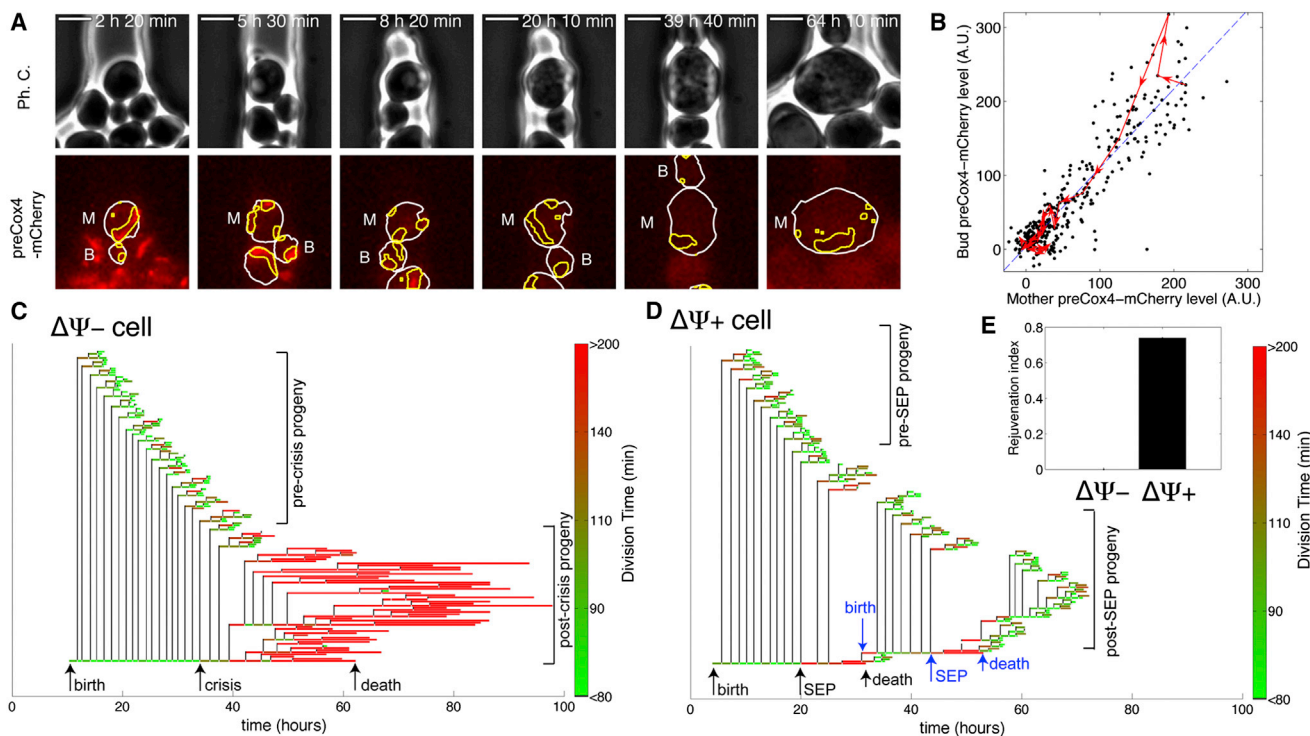 A
2 h 20 min
5 h 30 min
8 h 20 min
20 h 10 min
39 h 40 min
64 h 10 min
Ph. C.
preCox4
-mCherry
M
B
M
B
M
B
M
B
B
M
M
B
Bud preCox4−mCherry level (A.U.)
320
300
200
100
0
0
100
200
300
Mother preCox4−mCherry level (A.U.)
C
ΔΨ− cell
pre-crisis progeny
post-crisis progeny
birth
crisis
death
0
20
40
60
80
100
time (hours)
>200
140
110
90
<80
Division Time (min)
D
ΔΨ+ cell
pre-SEP progeny
post-SEP progeny
birth
SEP
death
birth
SEP
death
0
20
40
60
80
100
time (hours)
E
Rejuvenation index
0.8
0.6
0.4
0.2
0
ΔΨ−
ΔΨ+
>200
140
110
90
<80
Division Time (min)